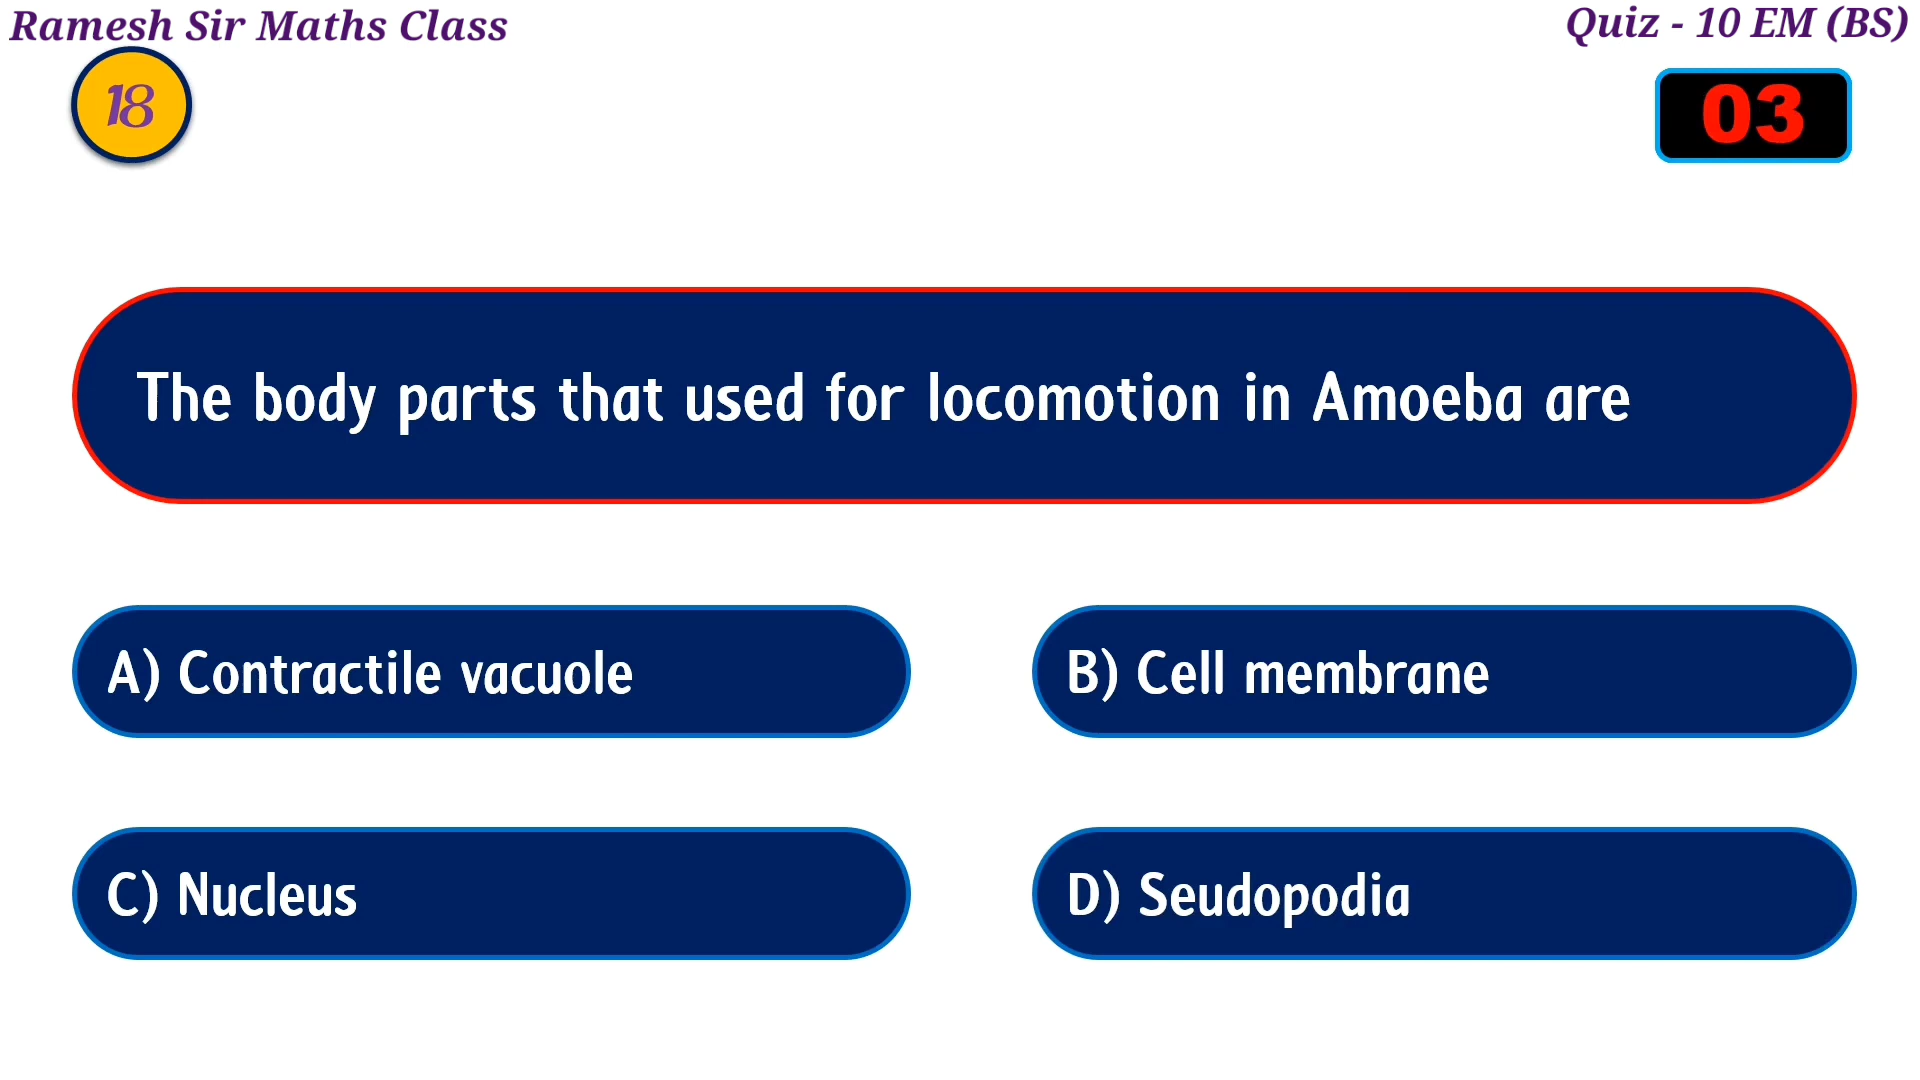 Ramesh Sir Maths Class
Quiz - 10 EM (BS)
18
03
The body parts that used for locomotion in Amoeba are
A) Contractile vacuole
B) Cell membrane
C) Nucleus
D) Seudopodia